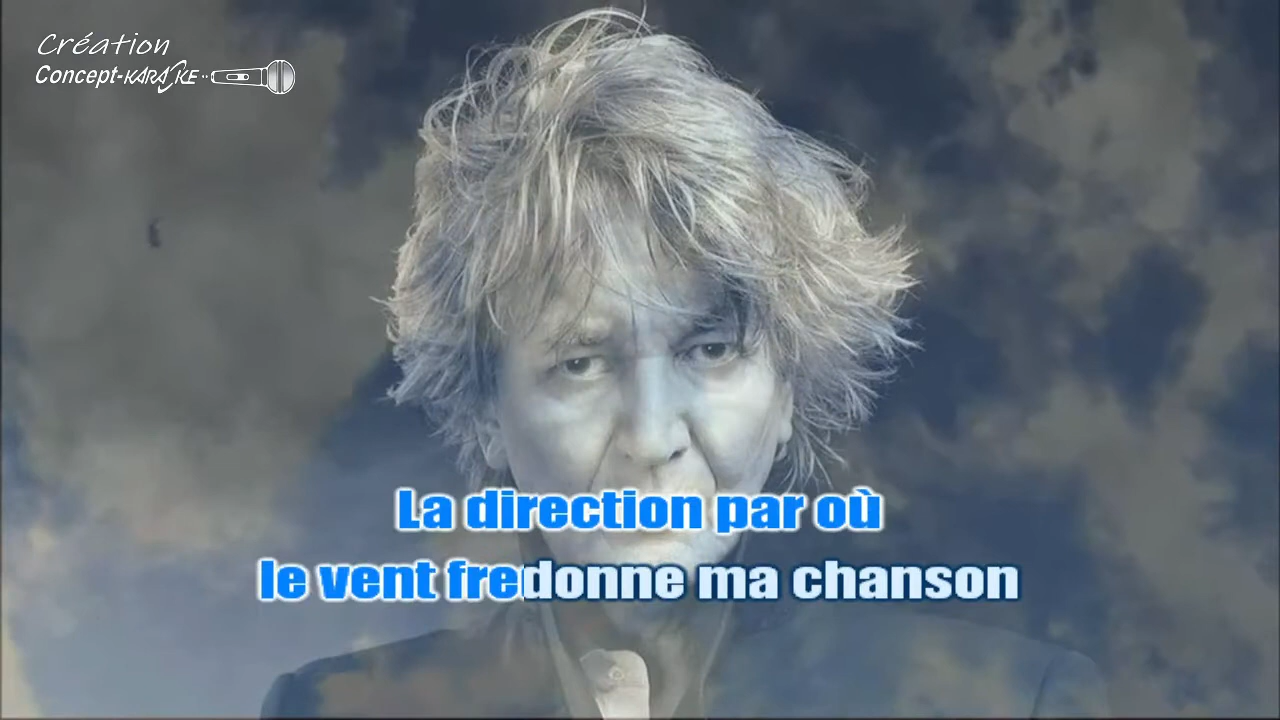 Création
Concept-KARAOKE
La direction par où
le vent fredonne ma chanson